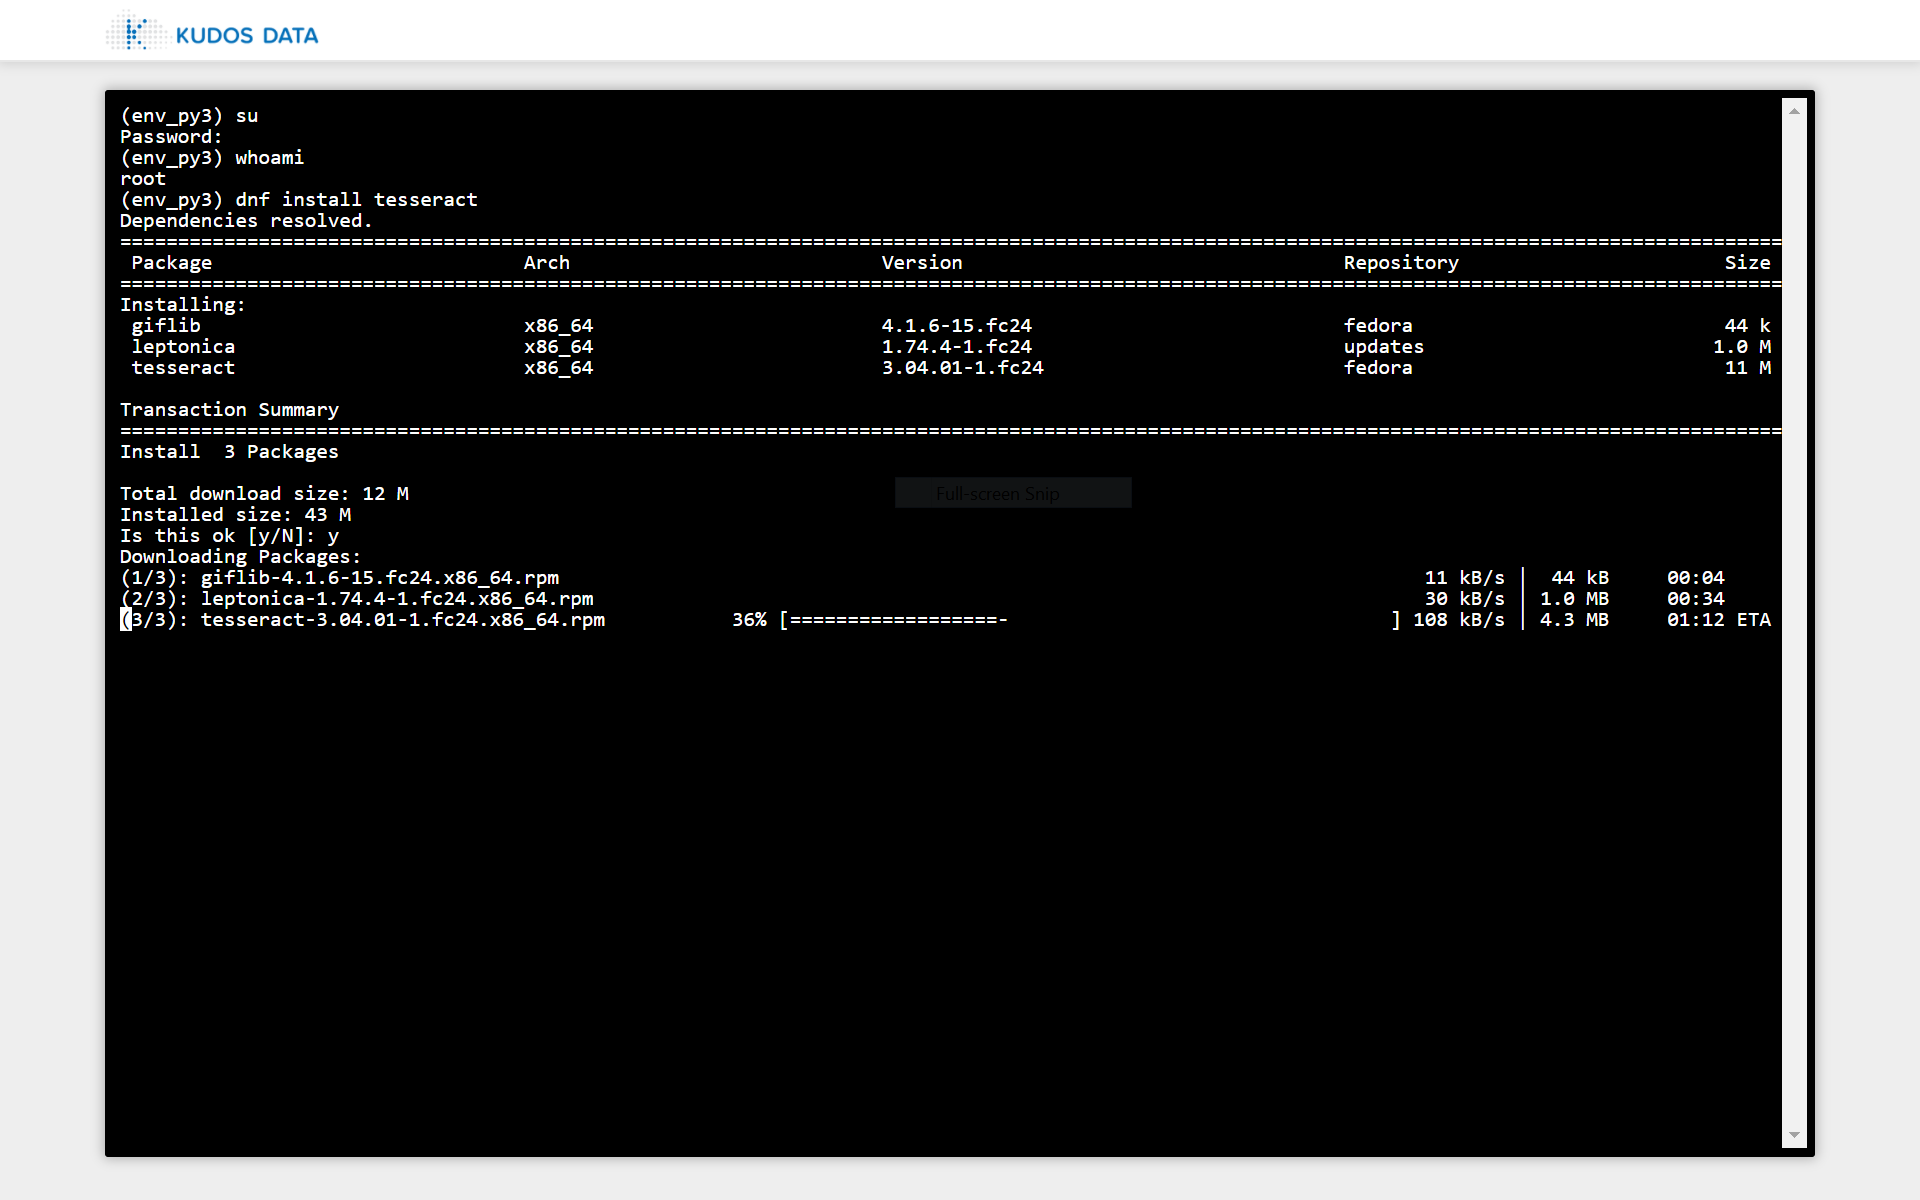 KUDOS DATA
(env_py3) su
Password:
(env_py3) whoami
root
(env_py3) dnf install tesseract
Dependencies resolved.
================================================================================================================================================
Package Arch Version Repository Size
================================================================================================================================================
Installing:
giflib x86_64 4.1.6-15.fc24 fedora 44 k
leptonica x86_64 1.74.4-1.fc24 updates 1.0 M
tesseract x86_64 3.04.01-1.fc24 fedora 11 M
Transaction Summary
================================================================================================================================================
Install 3 Packages
Total download size: 12 M
Full-screen Snip
Installed size: 43 M
Is this ok [y/N]: y
Downloading Packages:
(1/3): giflib-4.1.6-15.fc24.x86_64.rpm 11 kB/s | 44 kB 00:04
(2/3): leptonica-1.74.4-1.fc24.x86_64.rpm 30 kB/s | 1.0 MB 00:34
(3/3): tesseract-3.04.01-1.fc24.x86_64.rpm 36% [==================- ] 108 kB/s | 4.3 MB 01:12 ETA